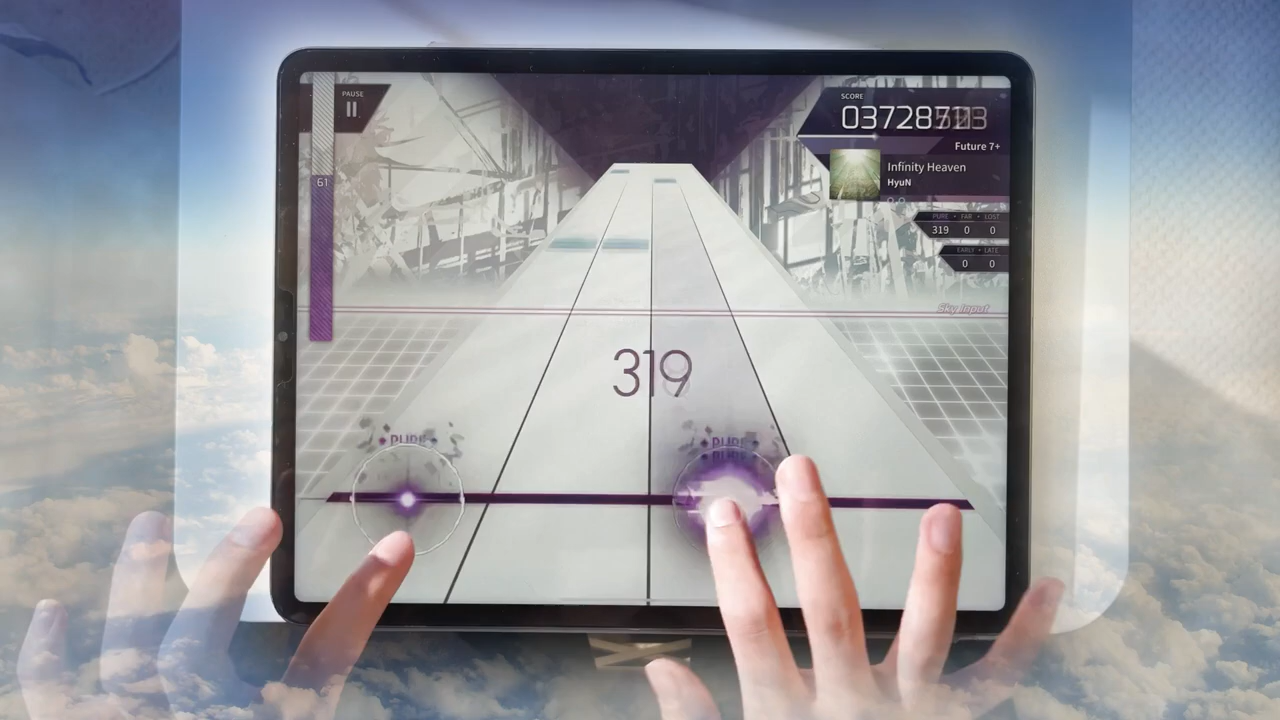 PAUSE
61
SCORE
Future 7+
Infinity Heaven
HyuN
PURE • FAR • LOST
319 0 0
EARLY • LATE
0 0
Sky Input
319
PURE
PURE
PURE